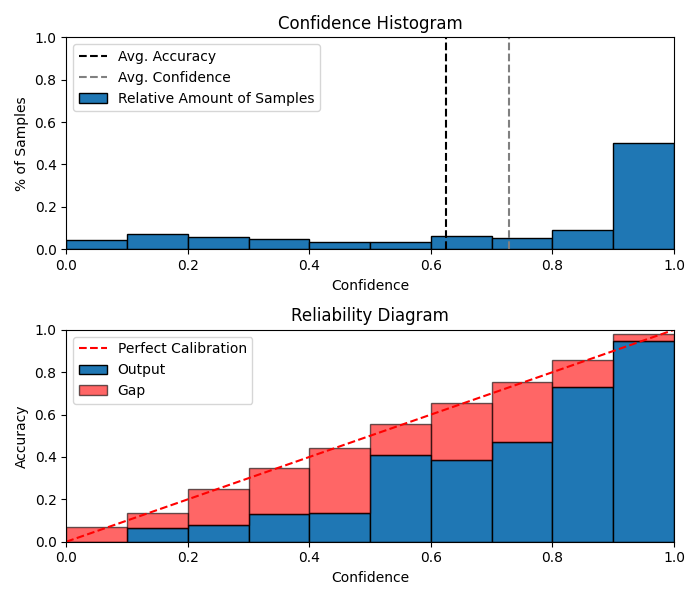 Confidence Histogram
1.0
0.8
0.6
0.4
0.2
0.0
% of Samples
Avg. Accuracy
Avg. Confidence
Relative Amount of Samples
0.0 0.2 0.4 0.6 0.8 1.0
Confidence
Reliability Diagram
1.0
0.8
0.6
0.4
0.2
0.0
Accuracy
Perfect Calibration
Output
Gap
0.0 0.2 0.4 0.6 0.8 1.0
Confidence